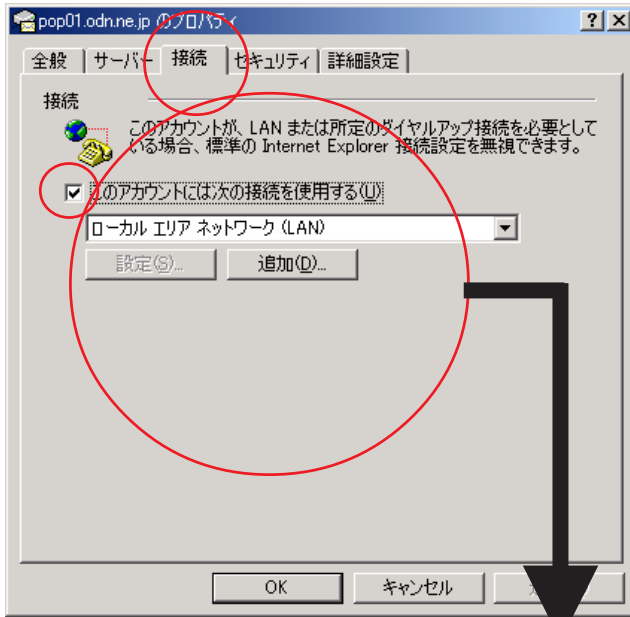 pop01.odn.ne.jp のプロパティ
全般 サーバー 接続 セキュリティ 詳細設定
接続
このアカウントが、LAN または所定のダイヤルアップ接続を必要として
いる場合、標準の Internet Explorer 接続設定を無視できます。
このアカウントには次の接続を使用する(U)
ローカル エリア ネットワーク (LAN)
設定(S)... 追加(D)...
OK キャンセル